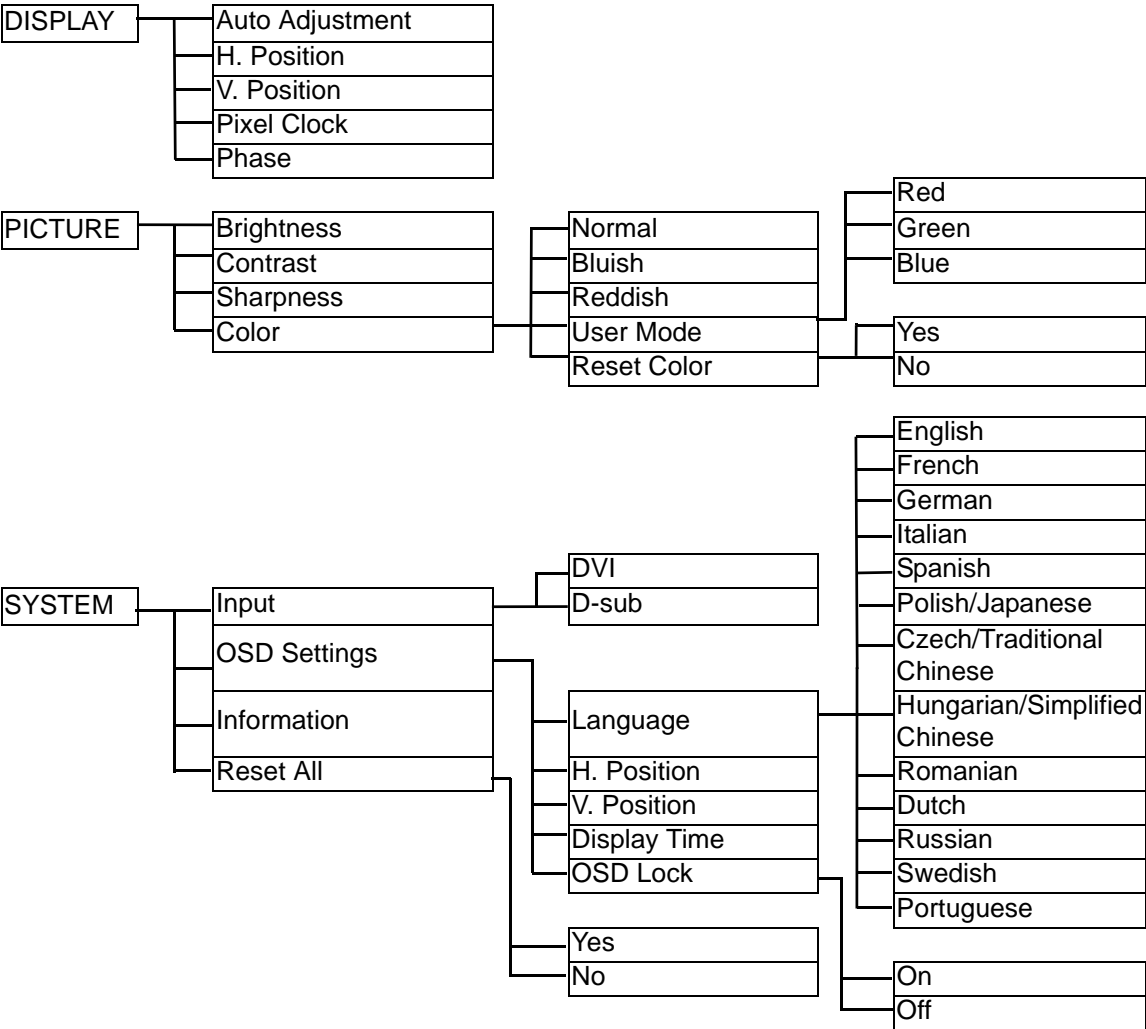 DISPLAY
Auto Adjustment
H. Position
V. Position
Pixel Clock
Phase
PICTURE
Brightness
Contrast
Sharpness
Color
Normal
Bluish
Reddish
User Mode
Reset Color
Red
Green
Blue
Yes
No
SYSTEM
Input
OSD Settings
Information
Reset All
DVI
D-sub
Language
H. Position
V. Position
Display Time
OSD Lock
Yes
No
English
French
German
Italian
Spanish
Polish/Japanese
Czech/Traditional
Chinese
Hungarian/Simplified
Chinese
Romanian
Dutch
Russian
Swedish
Portuguese
On
Off